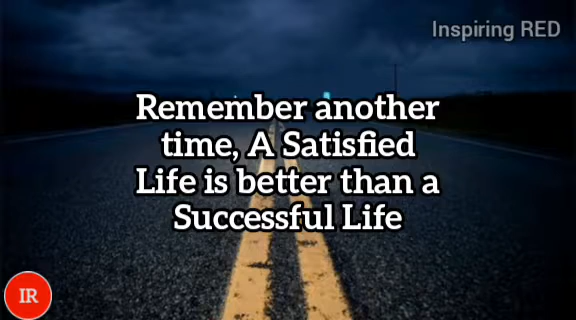 Inspiring RED
Remember another
time, A Satisfied
Life is better than a
Successful Life
IR